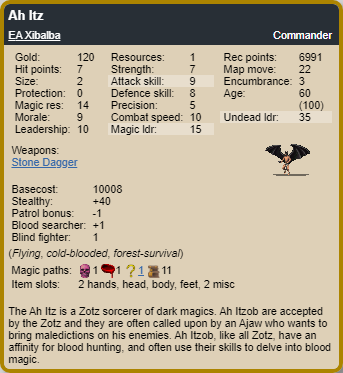 Ah Itz
EA Xibalba Commander
Gold: 120 Resources: 1 Rec points: 6991
Hit points: 7 Strength: 7 Map move: 22
Size: 2 Attack skill: 9 Encumbrance: 3
Protection: 0 Defence skill: 8 Age: 60
Magic res: 14 Precision: 5 (100)
Morale: 9 Combat speed: 10 Undead ldr: 35
Leadership: 10 Magic ldr: 15
Weapons:
Stone Dagger
Basecost: 10008
Stealthy: +40
Patrol bonus: -1
Blood searcher: +1
Blind fighter: 1
(Flying, cold-blooded, forest-survival)
Magic paths: 1 1 ? 1 11
Item slots: 2 hands, head, body, feet, 2 misc
The Ah Itz is a Zotz sorcerer of dark magics. Ah Itzob are accepted
by the Zotz and they are often called upon by an Ajaw who wants to
bring maledictions on his enemies. Ah Itzob, like all Zotz, have an
affinity for blood hunting, and often use their skills to delve into blood
magic.